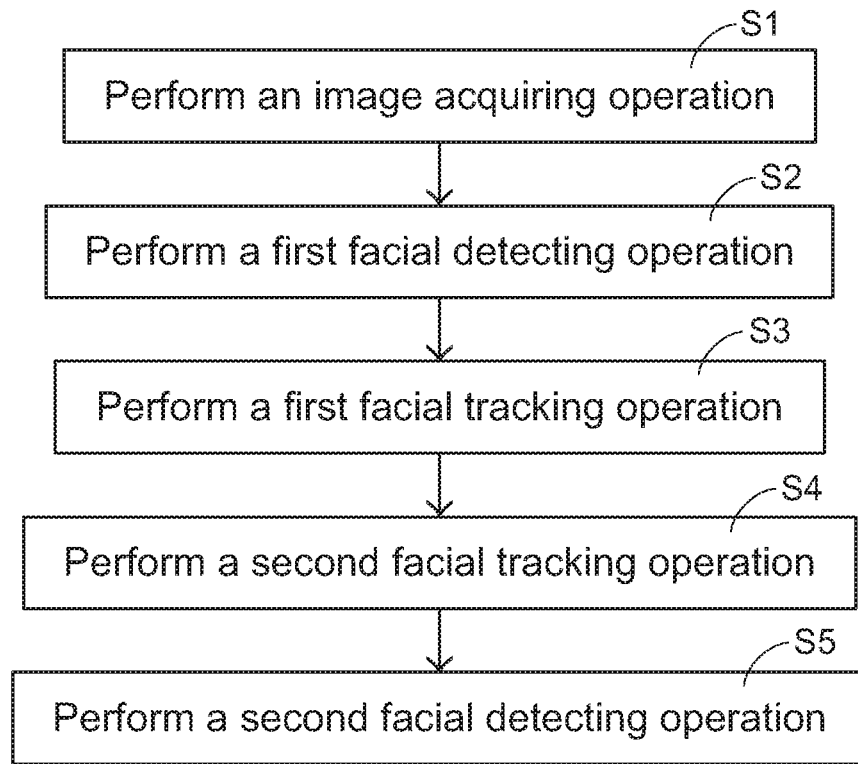 S1
Perform an image acquiring operation
S2
Perform a first facial detecting operation
S3
Perform a first facial tracking operation
S4
Perform a second facial tracking operation
S5
Perform a second facial detecting operation